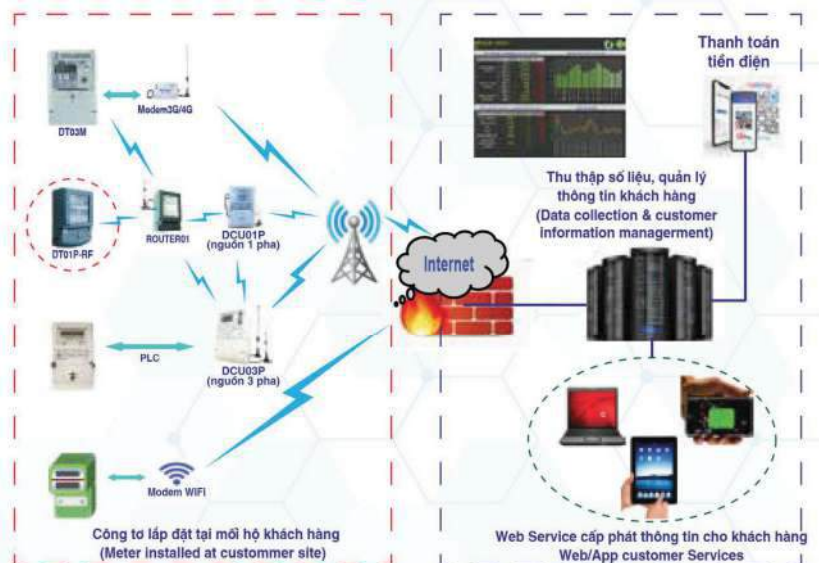 DT03M
Modem3G/4G
DT01P-RF
ROUTER01
DCU01P
(nguồn 1 pha)
PLC
DCU03P
(nguồn 3 pha)
Modem WIFI
Công tơ lắp đặt tại mỗi hộ khách hàng
(Meter installed at custommer site)
Internet
Thanh toán
tiền điện
Thu thập số liệu, quản lý
thông tin khách hàng
(Data collection & customer
information managerment)
Web Service cấp phát thông tin cho khách hàng
Web/App customer Services